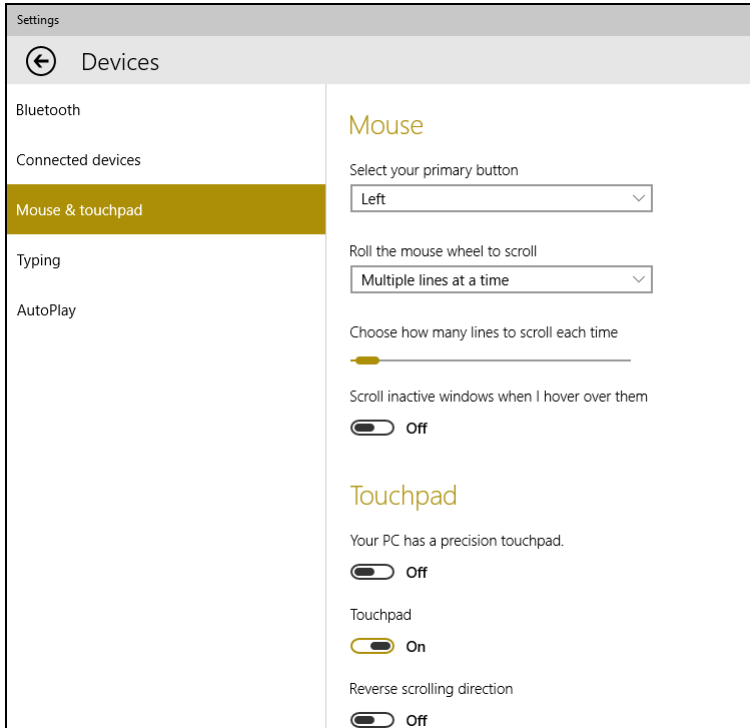 Settings
Devices
Bluetooth
Connected devices
Mouse & touchpad
Typing
AutoPlay
Mouse
Select your primary button
Left
Roll the mouse wheel to scroll
Multiple lines at a time
Choose how many lines to scroll each time
Scroll inactive windows when I hover over them
Off
Touchpad
Your PC has a precision touchpad.
Off
Touchpad
On
Reverse scrolling direction
Off